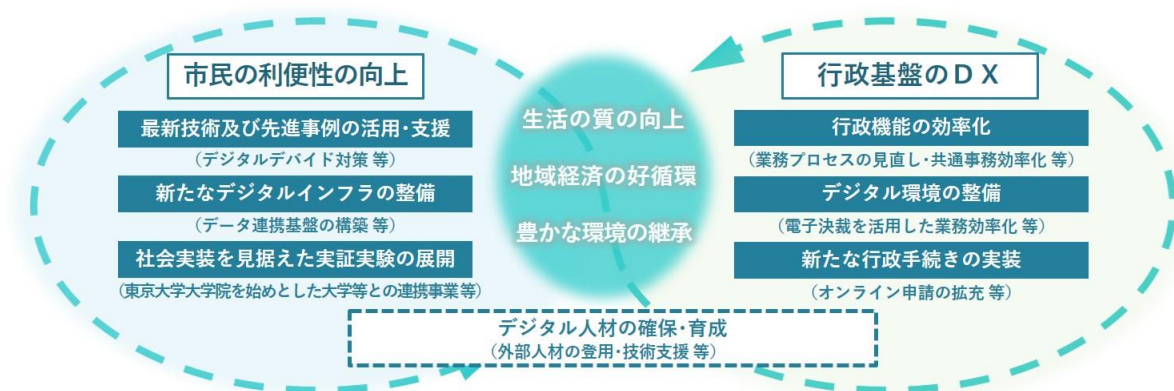 市民の利便性の向上
最新技術及び先進事例の活用・支援
（デジタルデバイド対策 等）
新たなデジタルインフラの整備
（データ連携基盤の構築 等）
社会実装を見据えた実証実験の展開
（東京大学大学院を始めとした大学等との連携事業 等）
生活の質の向上
地域経済の好循環
豊かな環境の継承
行政基盤のＤＸ
行政機能の効率化
（業務プロセスの見直し・共通事務効率化 等）
デジタル環境の整備
（電子決裁を活用した業務効率化 等）
新たな行政手続きの実装
（オンライン申請の拡充 等）
デジタル人材の確保・育成
（外部人材の登用・技術支援 等）